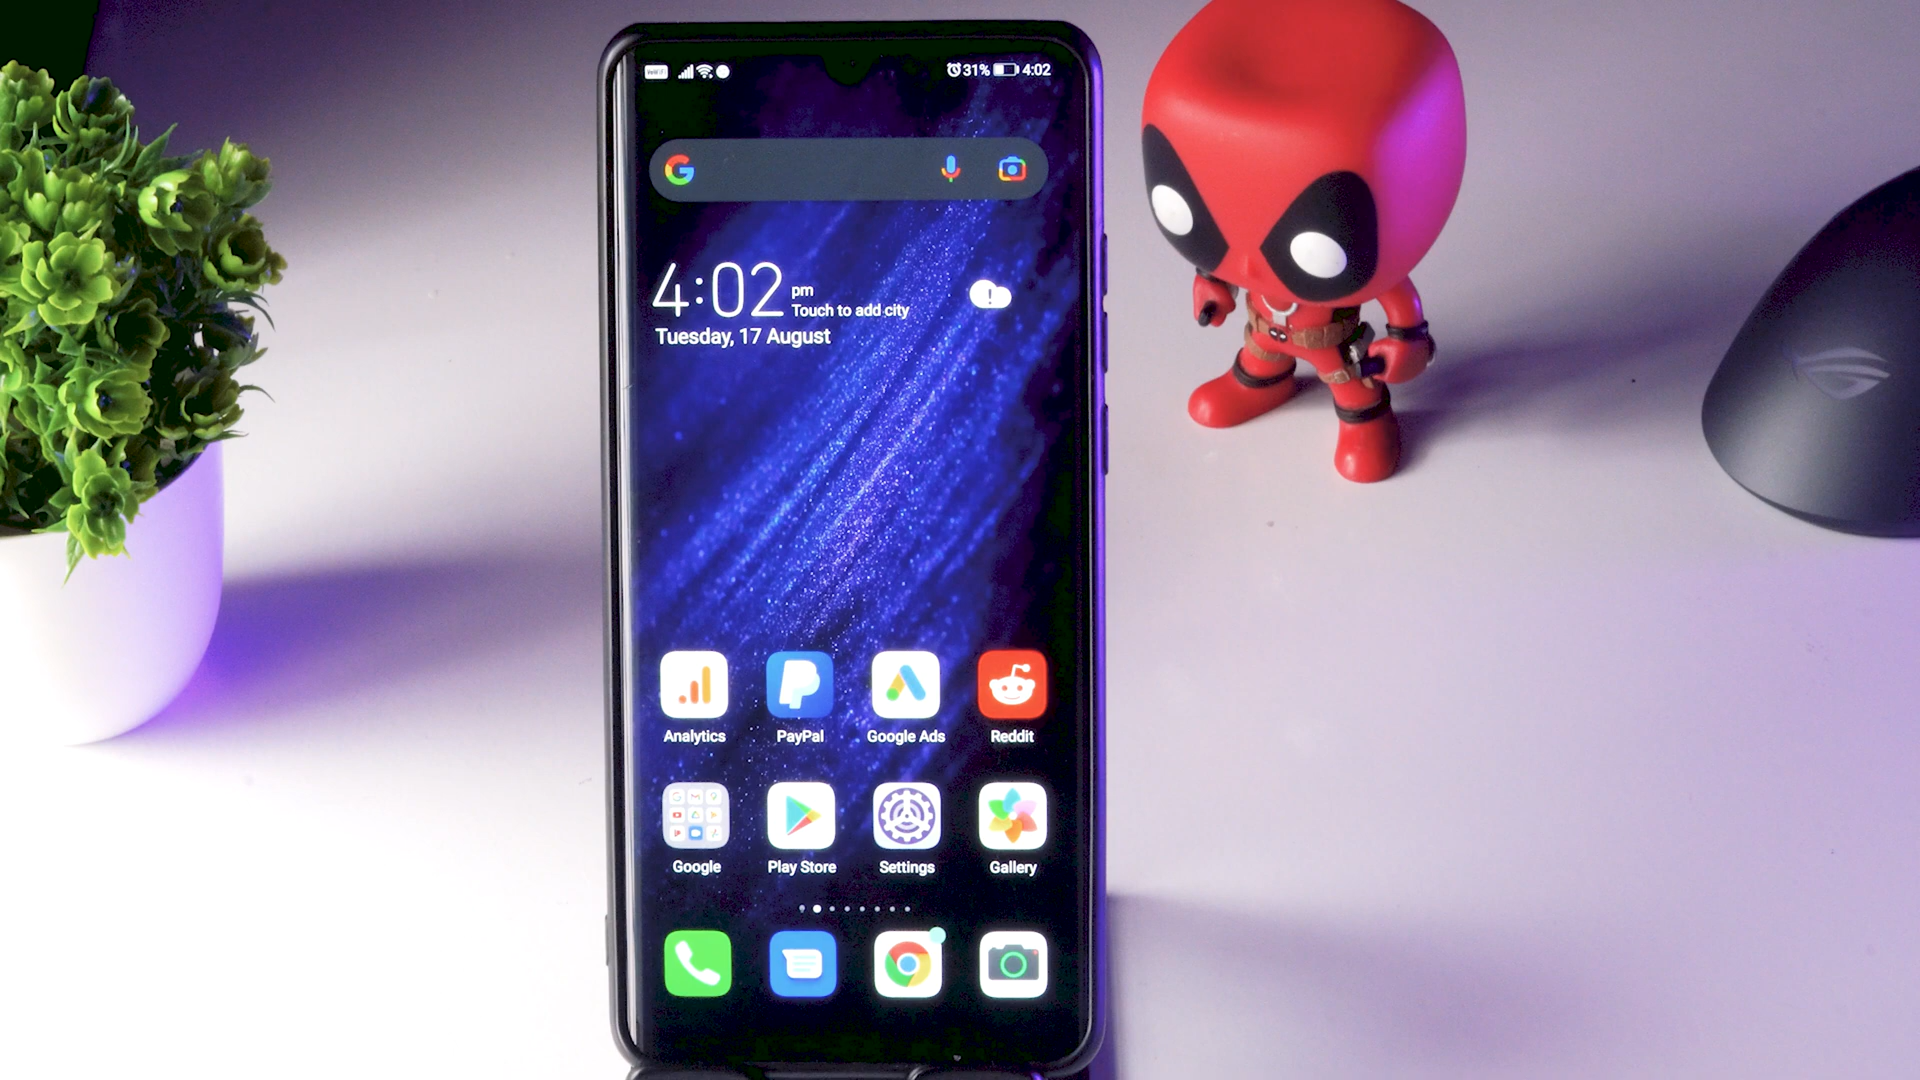 VoWiFi
31% 4:02
4:02 pm
Touch to add city
Tuesday, 17 August
Analytics PayPal Google Ads Reddit
Google Play Store Settings Gallery